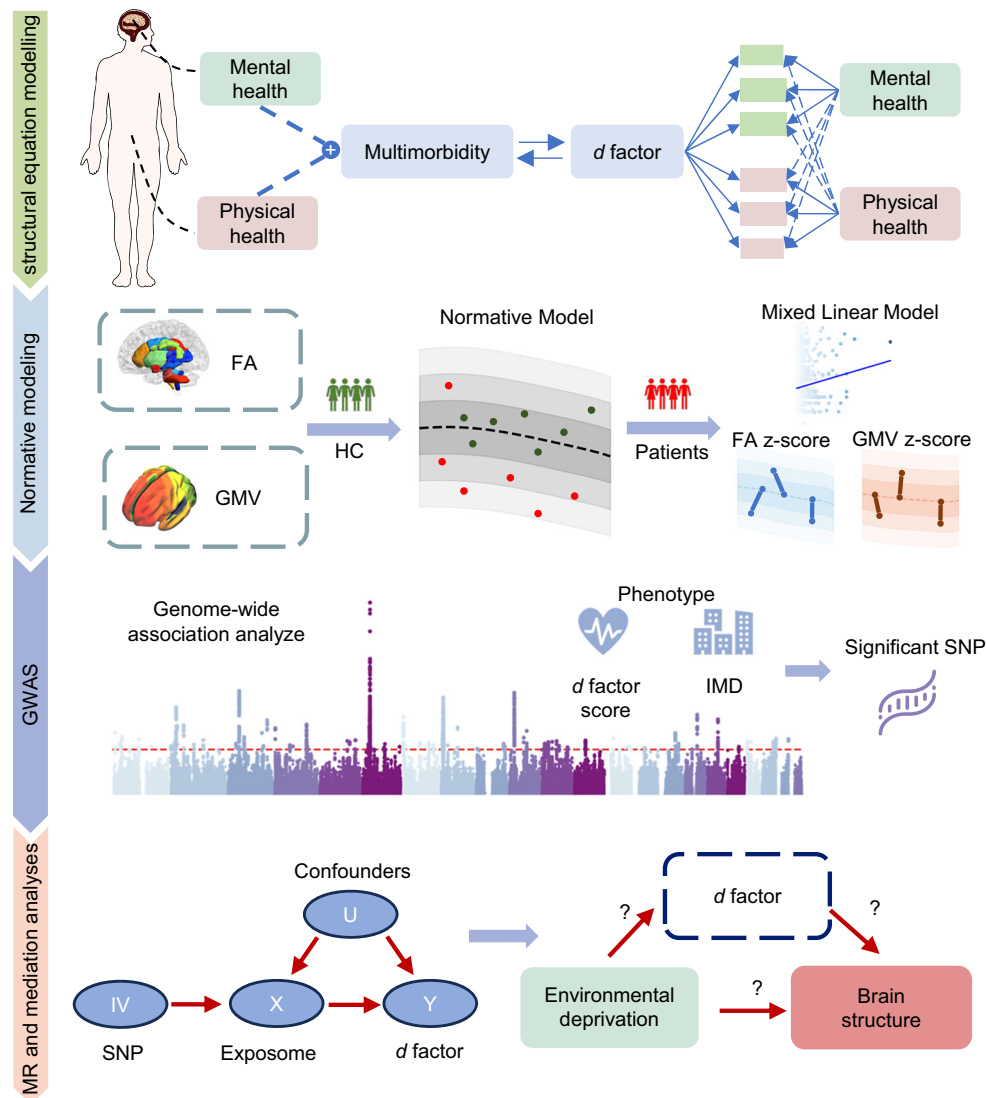 structural equation modelling
Mental
health
Physical
health
+
Multimorbidity
d factor
Mental
health
Physical
health
Normative modeling
FA
GMV
HC
Normative Model
Patients
Mixed Linear Model
FA z-score
GMV z-score
GWAS
Genome-wide
association analyze
Phenotype
d factor
score
IMD
Significant SNP
MR and mediation analyses
Confounders
U
IV
X
Y
SNP
Exposome
d factor
d factor
?
?
?
Environmental
deprivation
Brain
structure